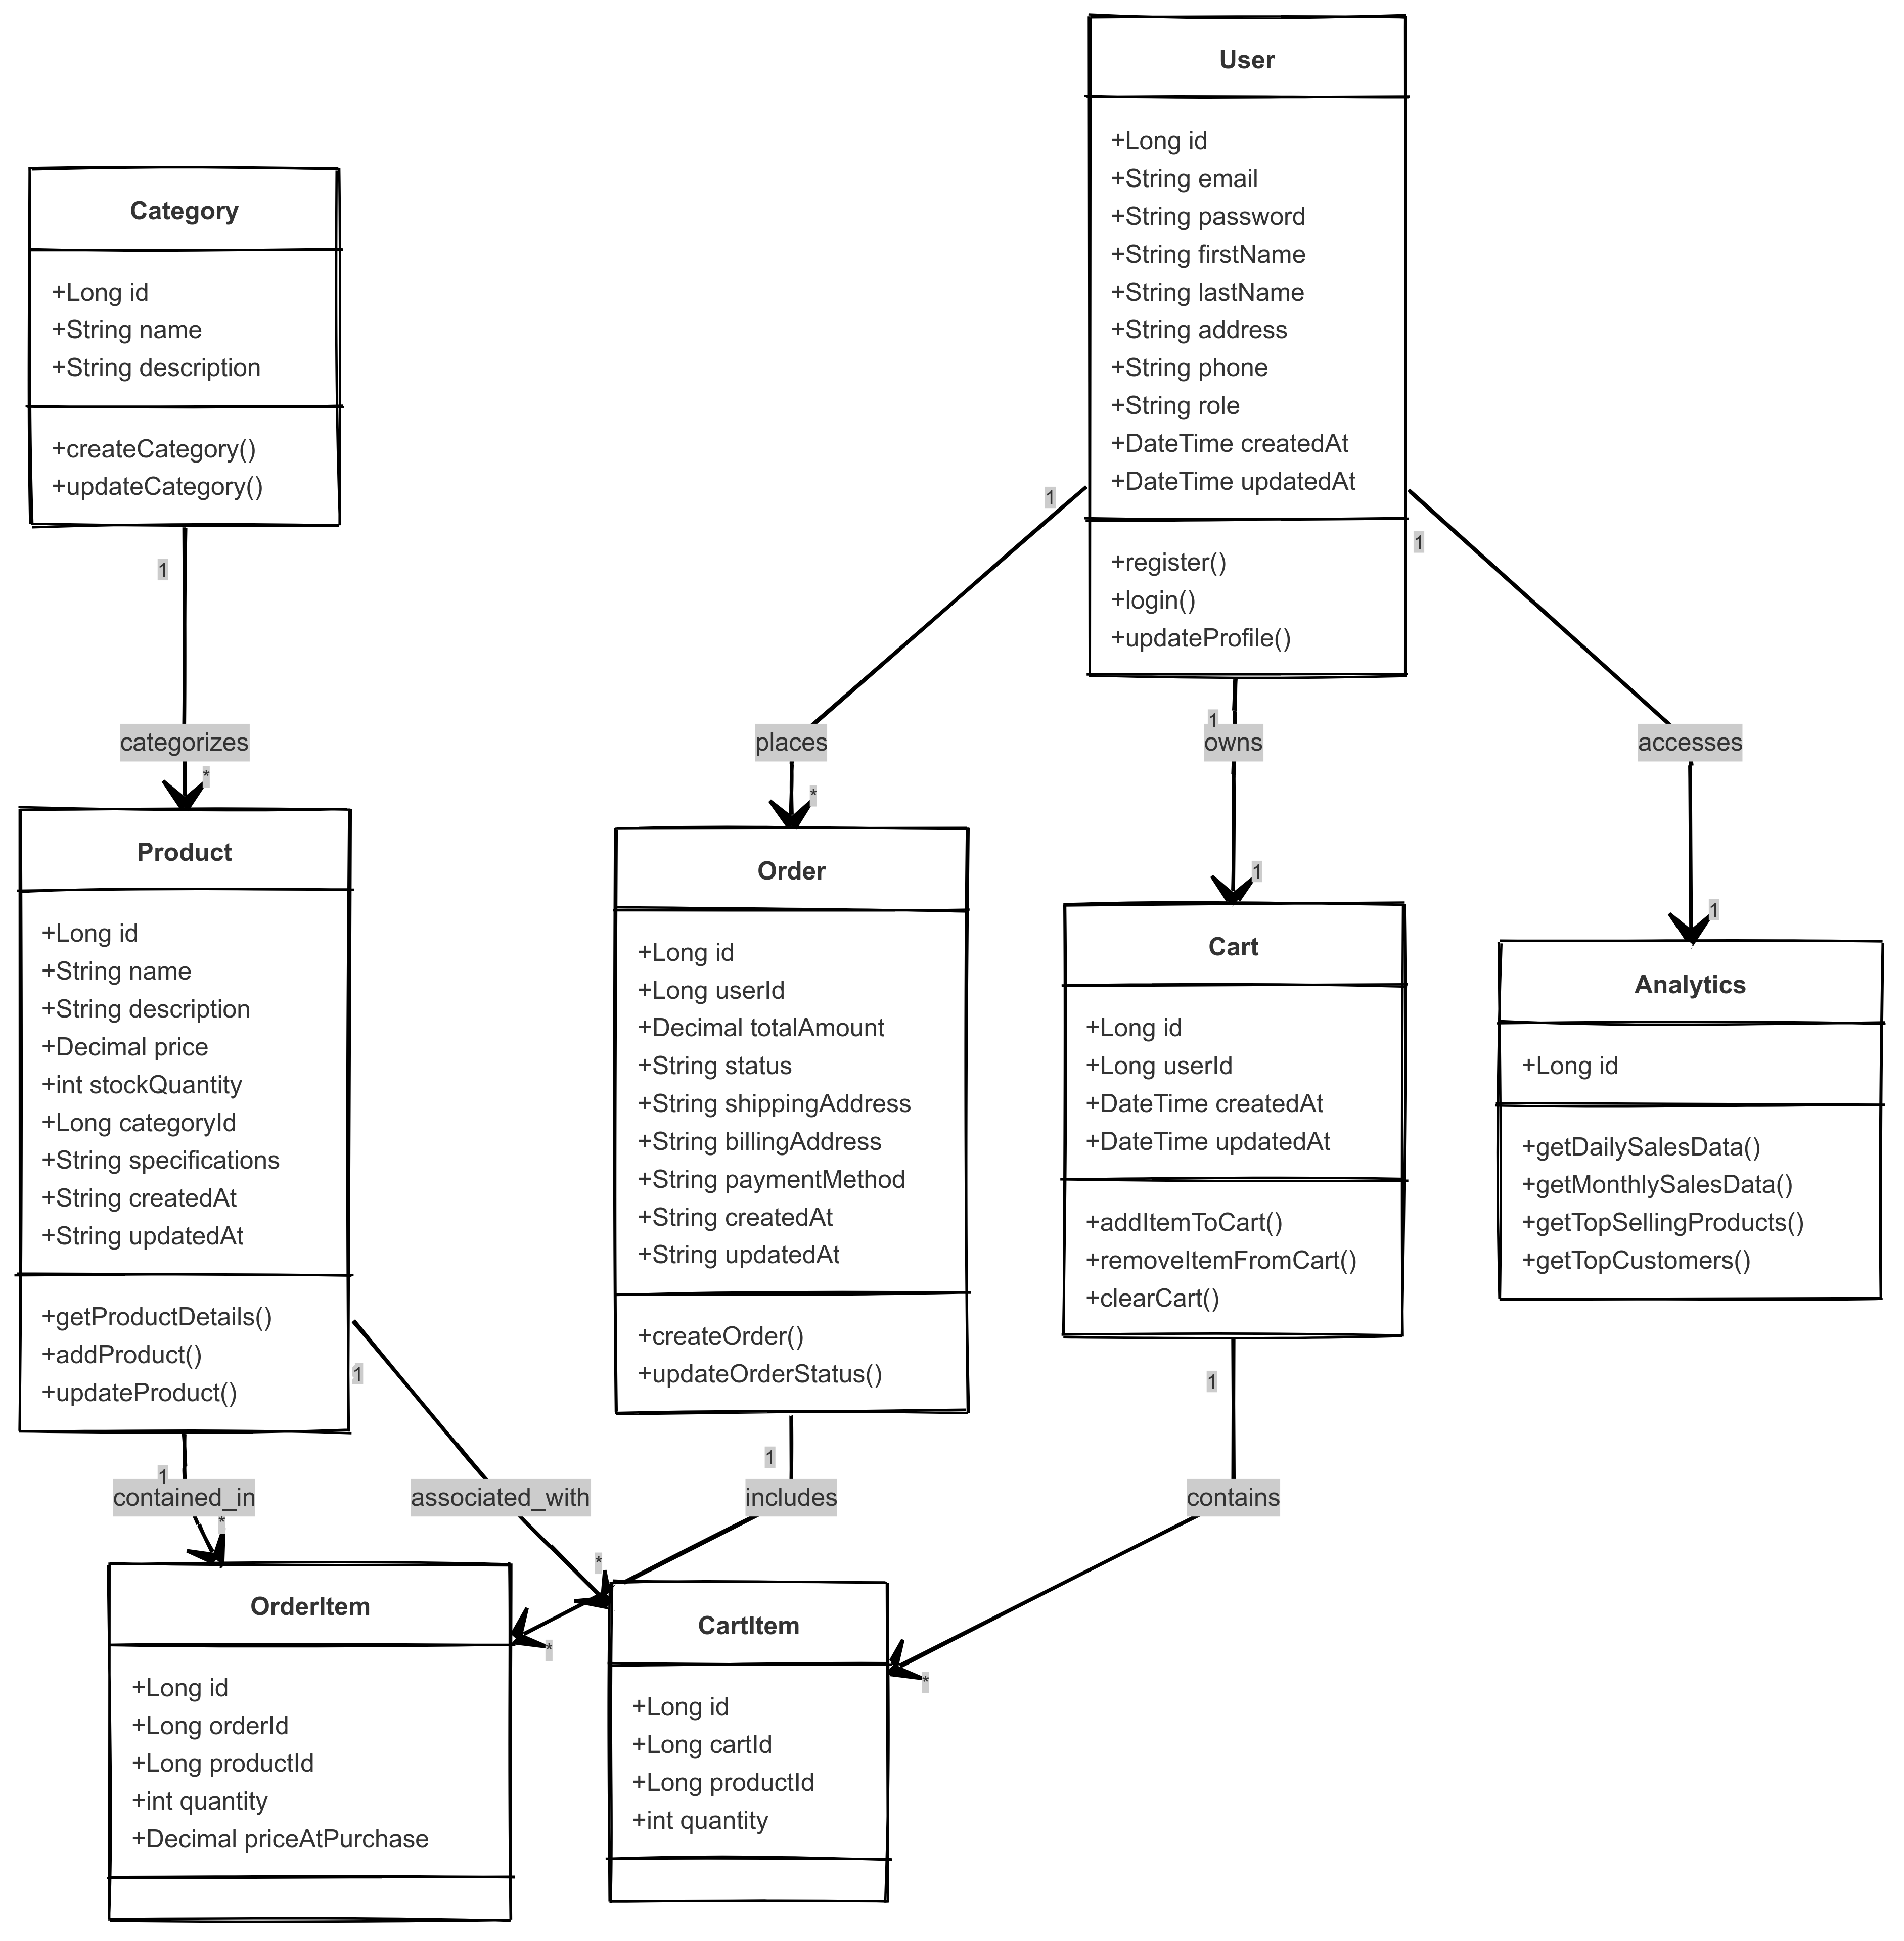 User
+Long id
+String email
+String password
+String firstName
+String lastName
+String address
+String phone
+String role
+DateTime createdAt
+DateTime updatedAt
+register()
+login()
+updateProfile()
Category
+Long id
+String name
+String description
+createCategory()
+updateCategory()
1
categorizes
*
1
places
*
1
owns
1
1
accesses
1
Product
+Long id
+String name
+String description
+Decimal price
+int stockQuantity
+Long categoryId
+String specifications
+String createdAt
+String updatedAt
+getProductDetails()
+addProduct()
+updateProduct()
Order
+Long id
+Long userId
+Decimal totalAmount
+String status
+String shippingAddress
+String billingAddress
+String paymentMethod
+String createdAt
+String updatedAt
+createOrder()
+updateOrderStatus()
Cart
+Long id
+Long userId
+DateTime createdAt
+DateTime updatedAt
+addItemToCart()
+removeItemFromCart()
+clearCart()
Analytics
+Long id
+getDailySalesData()
+getMonthlySalesData()
+getTopSellingProducts()
+getTopCustomers()
1
contained_in
*
1
associated_with
*
1
includes
*
1
contains
*
OrderItem
+Long id
+Long orderId
+Long productId
+int quantity
+Decimal priceAtPurchase
CartItem
+Long id
+Long cartId
+Long productId
+int quantity